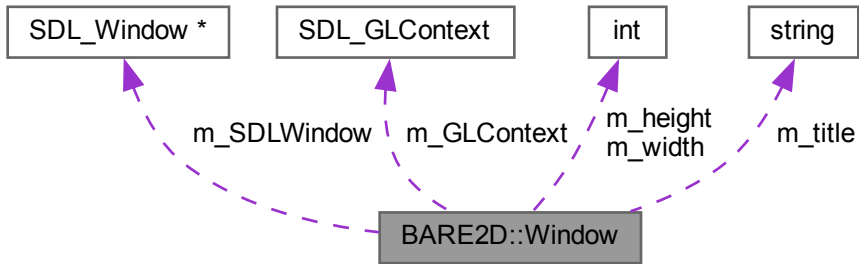 SDL_Window *
SDL_GLContext
int
string
m_SDLWindow
m_GLContext
m_height
m_width
m_title
BARE2D::Window